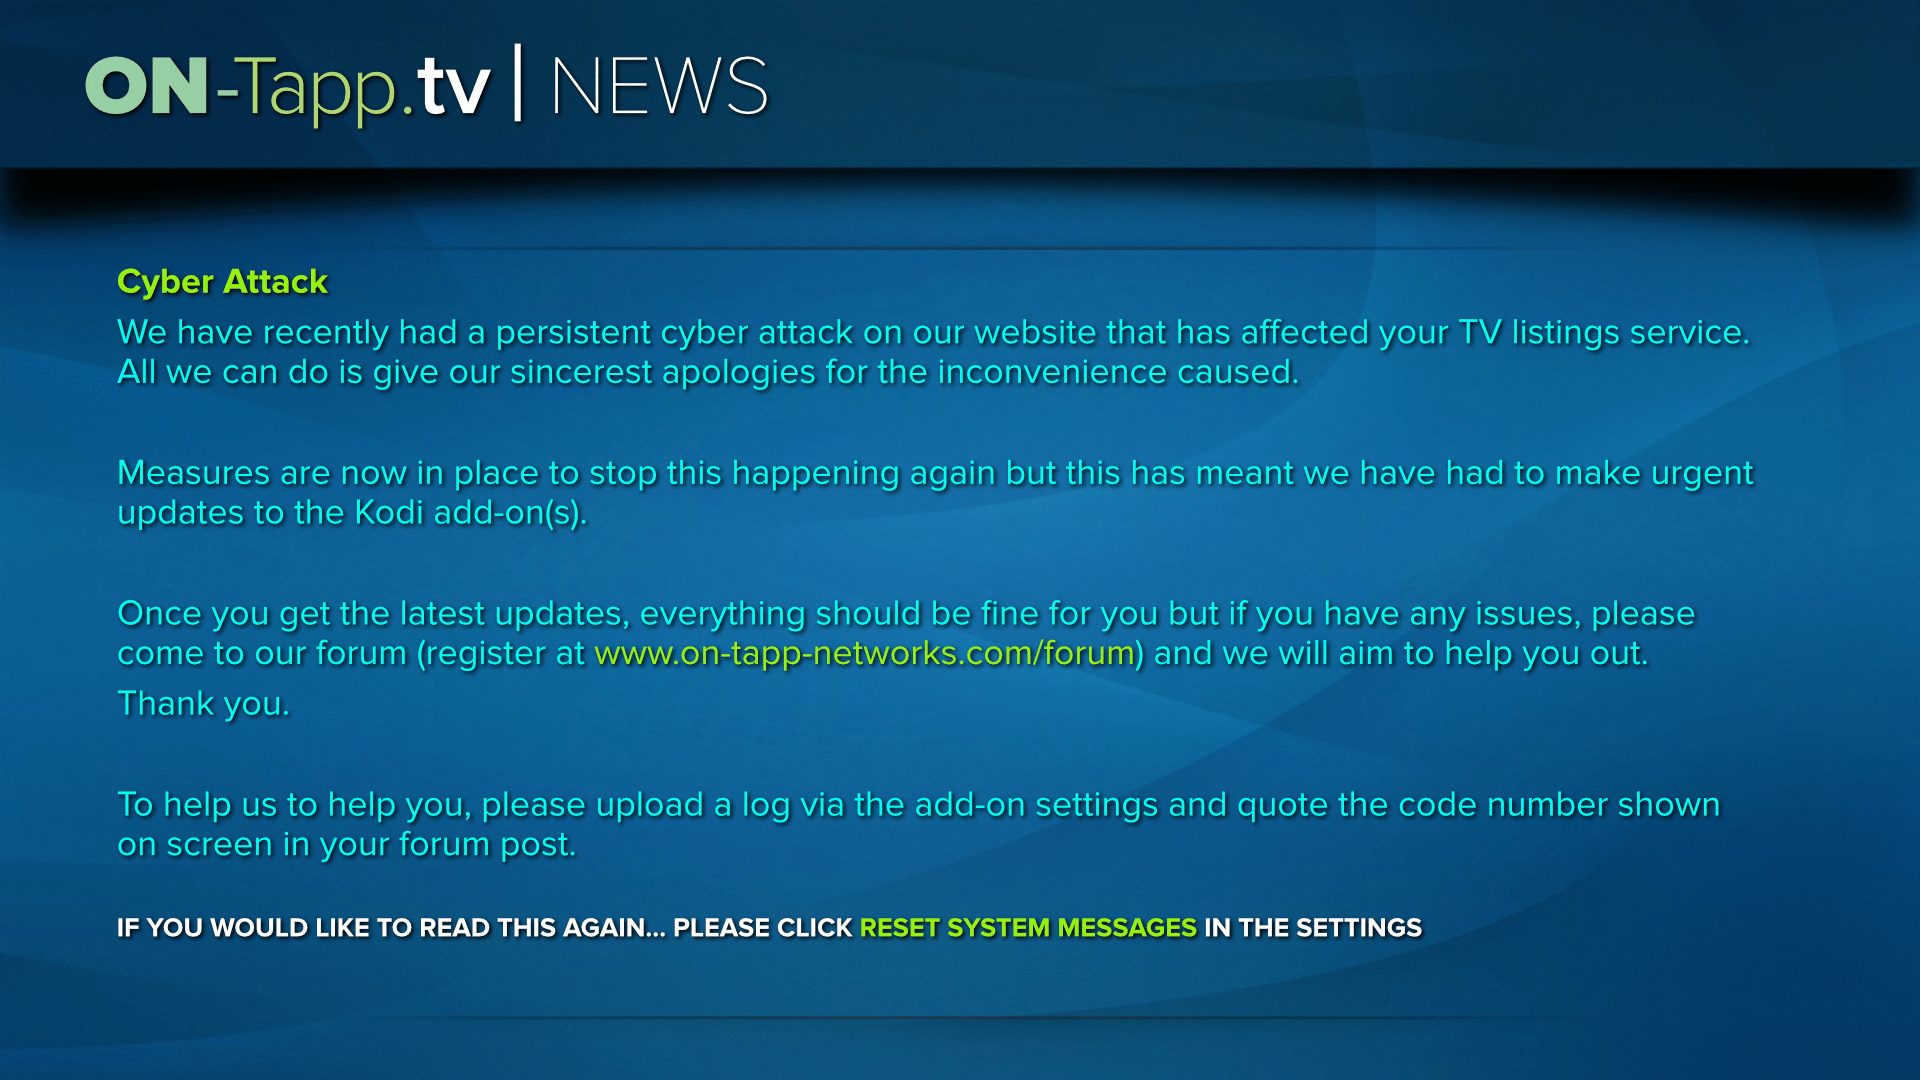 ON-Tapp.tv | NEWS
Cyber Attack
We have recently had a persistent cyber attack on our website that has affected your TV listings service.
All we can do is give our sincerest apologies for the inconvenience caused.
Measures are now in place to stop this happening again but this has meant we have had to make urgent
updates to the Kodi add-on(s).
Once you get the latest updates, everything should be fine for you but if you have any issues, please
come to our forum (register at www.on-tapp-networks.com/forum) and we will aim to help you out.
Thank you.
To help us to help you, please upload a log via the add-on settings and quote the code number shown
on screen in your forum post.
IF YOU WOULD LIKE TO READ THIS AGAIN... PLEASE CLICK RESET SYSTEM MESSAGES IN THE SETTINGS